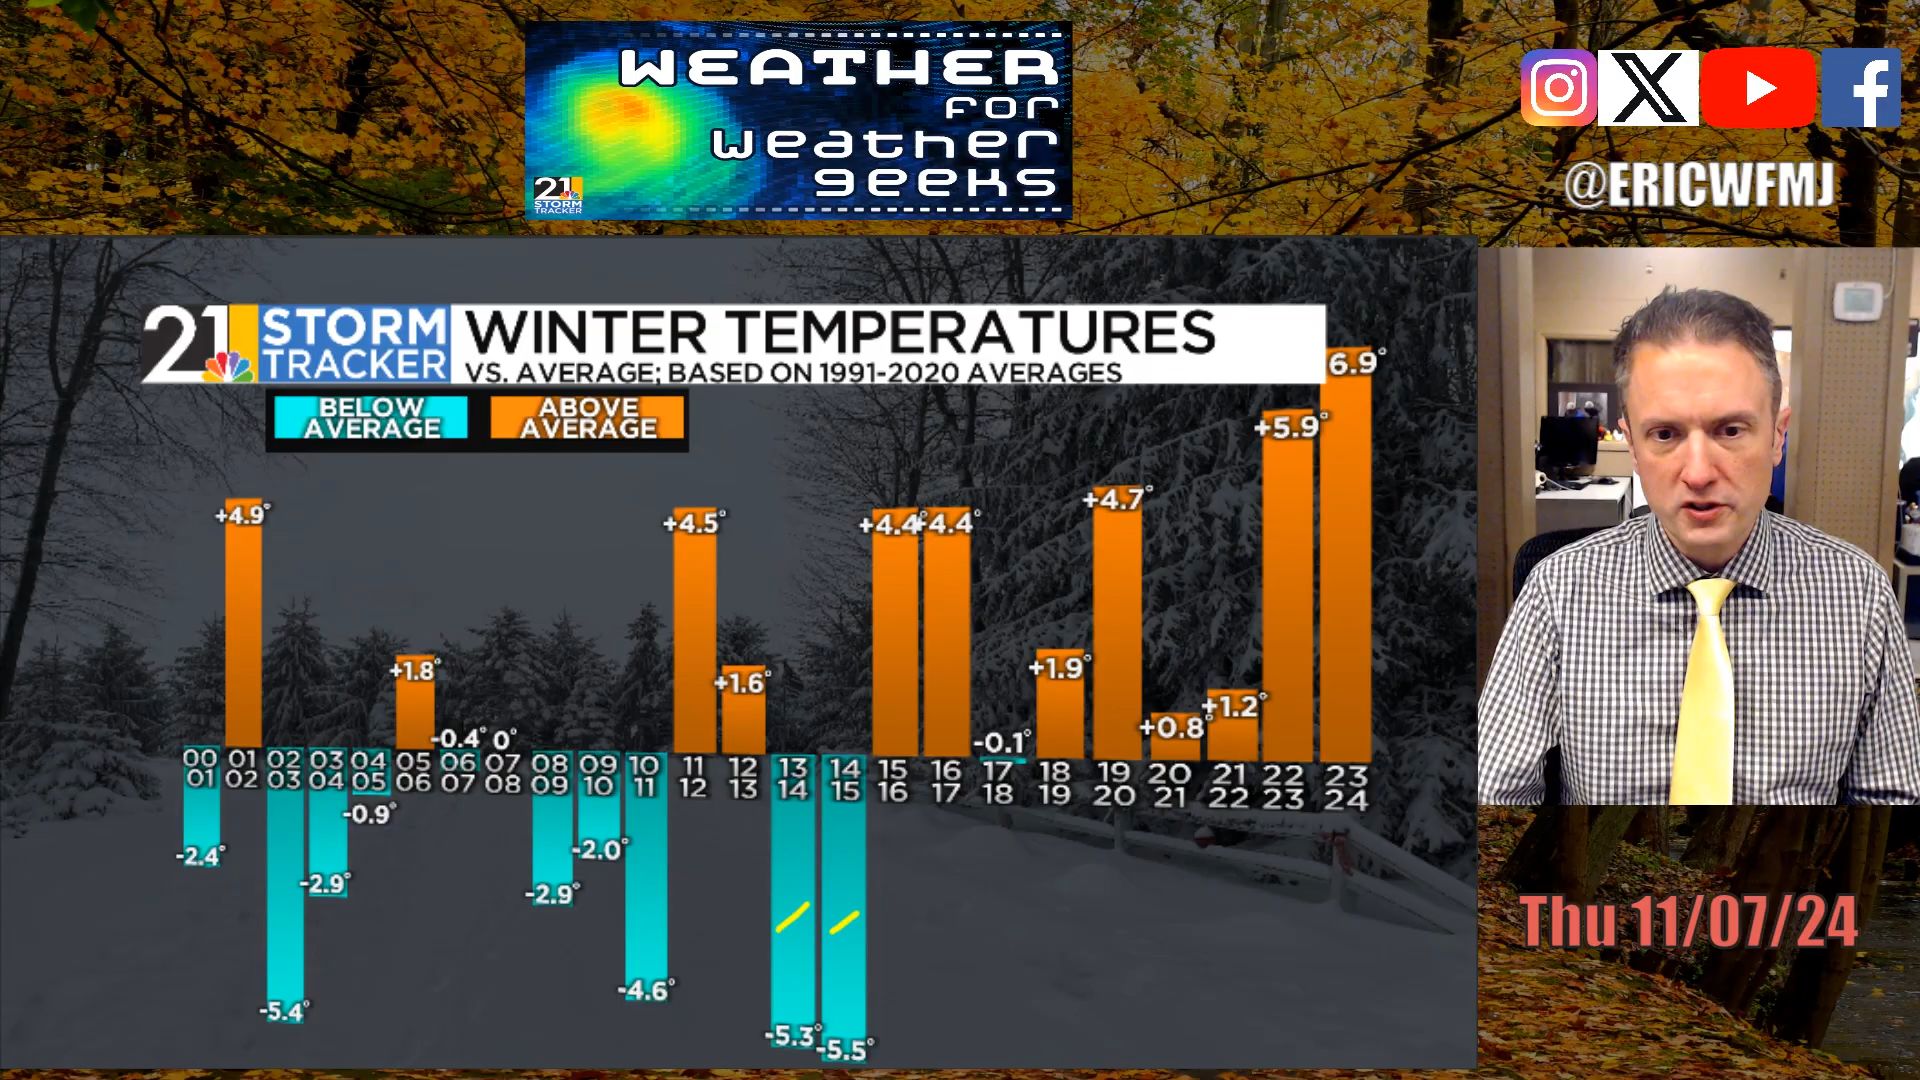 WEATHER
FOR
weather
geeks
21
STORM
TRACKER
@ERICWFMJ
21 STORM
TRACKER
WINTER TEMPERATURES
VS. AVERAGE; BASED ON 1991-2020 AVERAGES
BELOW
AVERAGE
ABOVE
AVERAGE
6.9°
+5.9°
+4.9°
+4.5°
+4.4°
+4.4°
+4.7°
+1.8°
+1.6°
+1.9°
+0.8°
+1.2°
-0.4° 0°
-0.1°
00 01 02 03 04 05 06 07 08 09 10 11 12 13 14 15 16 17 18 19 20 21 22 23
01 02 03 04 05 06 07 08 09 10 11 12 13 14 15 16 17 18 19 20 21 22 23 24
-2.4°
-5.4°
-2.9°
-0.9°
-2.9°
-2.0°
-4.6°
-5.3°
-5.5°
Thu 11/07/24